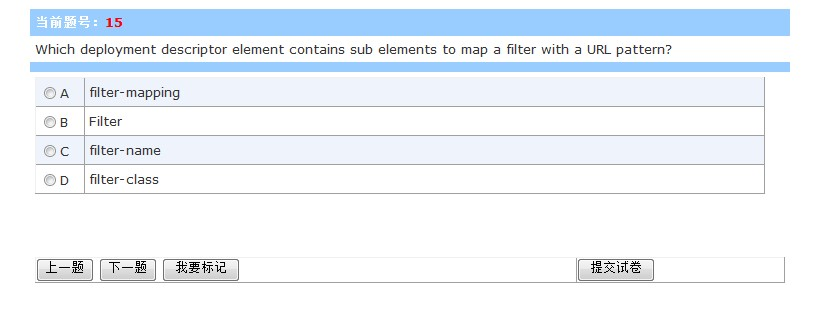 当前题号：15
Which deployment descriptor element contains sub elements to map a filter with a URL pattern?
A filter-mapping
B Filter
C filter-name
D filter-class
上一题 下一题 我要标记 提交试卷